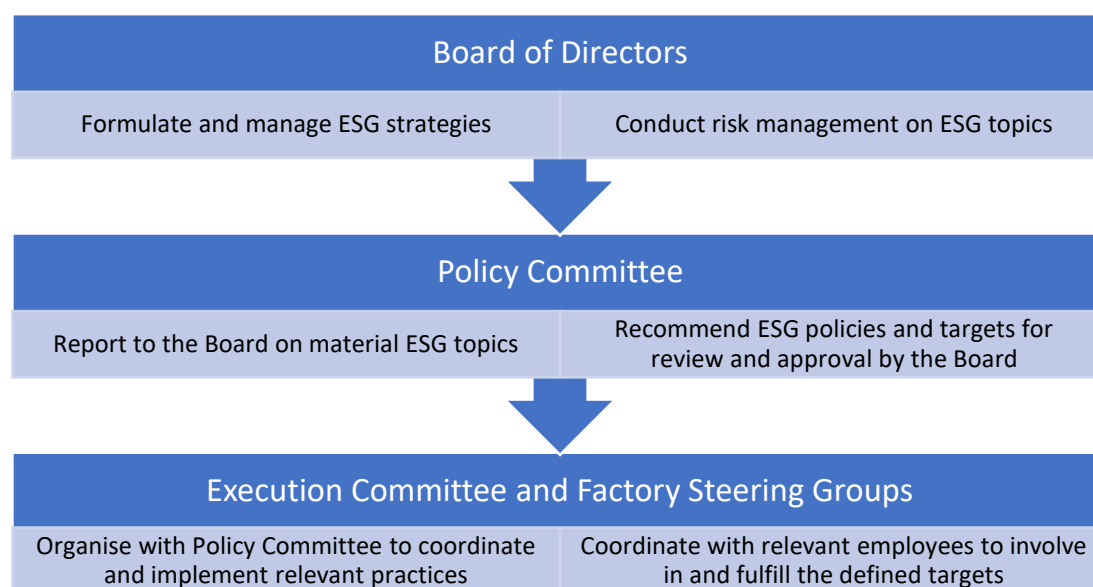 Board of Directors
Formulate and manage ESG strategies
Conduct risk management on ESG topics
Policy Committee
Report to the Board on material ESG topics
Recommend ESG policies and targets for
review and approval by the Board
Execution Committee and Factory Steering Groups
Organise with Policy Committee to coordinate
and implement relevant practices
Coordinate with relevant employees to involve
in and fulfill the defined targets